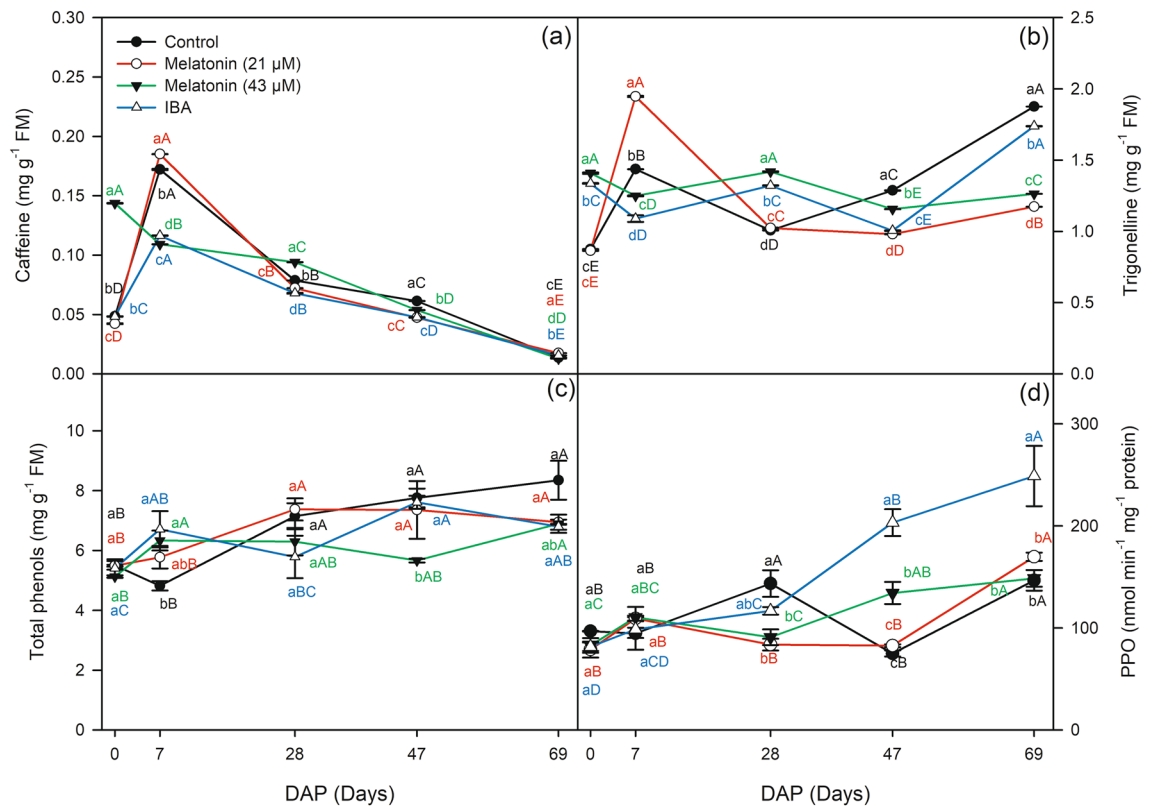 0.30
0.25
0.20
0.15
0.10
0.05
0.00
Caffeine (mg g-1 FM)
Control
Melatonin (21 µM)
Melatonin (43 µM)
IBA
(a)
aA
aA
bA
dB
cA
bD
bC
cD
aC
cB
bB
dB
aC
bD
cC
cD
cE
aE
dD
bE
(b)
2.5
2.0
1.5
1.0
0.5
0.0
Trigonelline (mg g-1 FM)
aA
aA
bB
aA
aA
bC
cD
dD
cE
cE
bC
cC
dD
aC
bE
cE
dD
bA
cC
dB
(c)
10
8
6
4
2
0
Total phenols (mg g-1 FM)
aB
aB
aB
aC
aAB
aA
abB
bB
aA
aA
aAB
aBC
aA
aA
aA
bAB
aA
aA
abA
aAB
0
7
28
47
69
DAP (Days)
(d)
300
200
100
0
PPO (nmol min-1 mg-1 protein)
aB
aC
aB
aD
aB
aBC
aB
aCD
aA
abC
bC
bB
aB
bAB
cB
cB
aA
bA
bA
bA
0
7
28
47
69
DAP (Days)